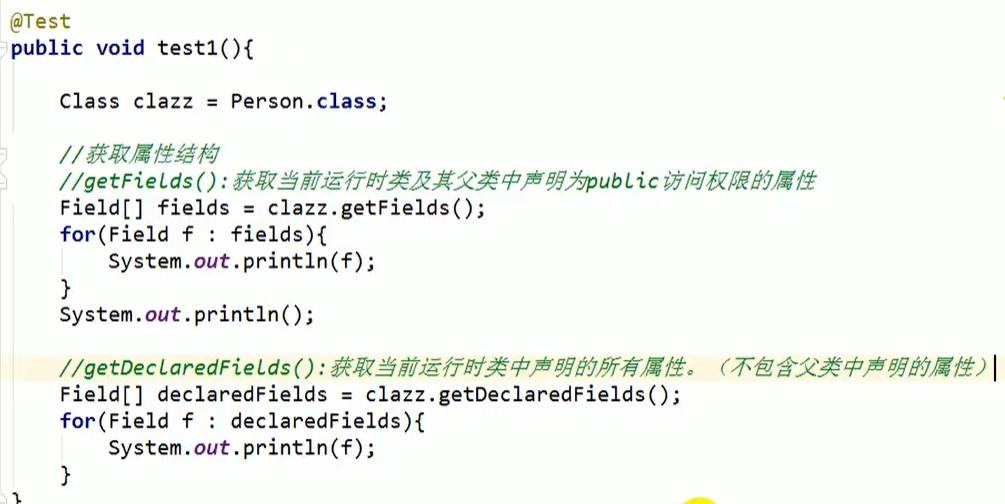 @Test
public void test1(){
Class clazz = Person.class;
//获取属性结构
//getFields():获取当前运行时类及其父类中声明为public访问权限的属性
Field[] fields = clazz.getFields();
for(Field f : fields){
System.out.println(f);
}
System.out.println();
//getDeclaredFields():获取当前运行时类中声明的所有属性。（不包含父类中声明的属性）
Field[] declaredFields = clazz.getDeclaredFields();
for(Field f : declaredFields){
System.out.println(f);
}
}